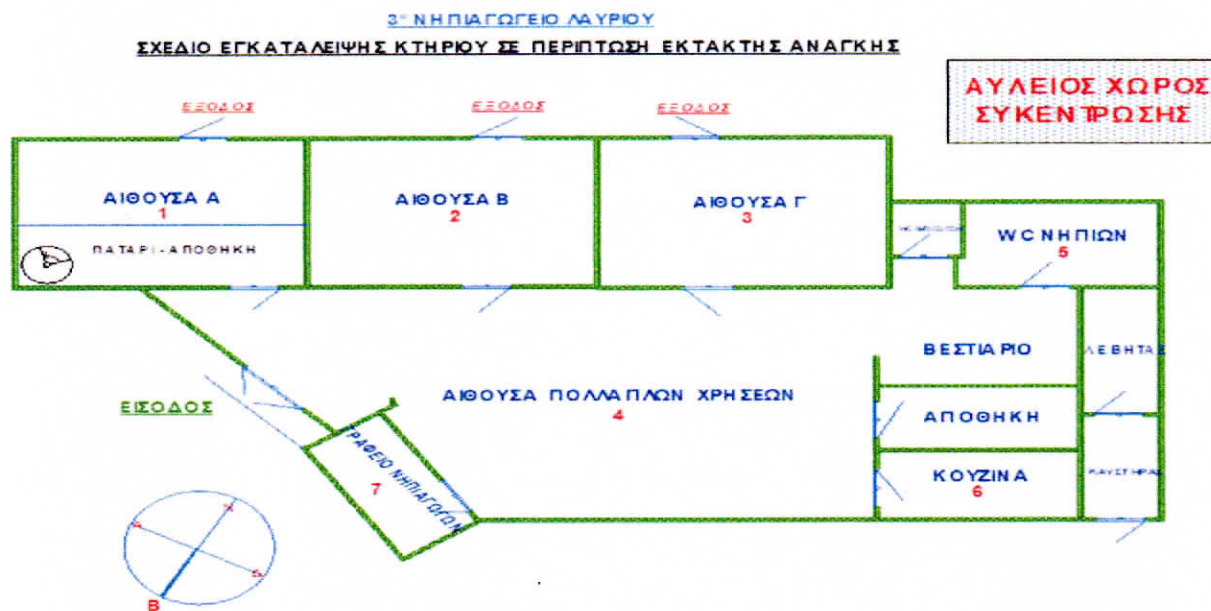 3ο ΝΗΠΙΑΓΩΓΕΙΟ ΛΑΥΡΙΟΥ
ΣΧΕΔΙΟ ΕΓΚΑΤΑΛΕΙΨΗΣ ΚΤΗΡΙΟΥ ΣΕ ΠΕΡΙΠΤΩΣΗ ΕΚΤΑΚΤΗΣ ΑΝΑΓΚΗΣ
ΑΥΛΕΙΟΣ ΧΩΡΟΣ
ΣΥΚΕΝΤΡΩΣΗΣ
ΕΞΟΔΟΣ
ΕΞΟΔΟΣ
ΕΞΟΔΟΣ
ΑΙΘΟΥΣΑ Α
1
ΑΙΘΟΥΣΑ Β
2
ΑΙΘΟΥΣΑ Γ
3
ΠΑΤΑΡΙ-ΑΠΟΘΗΚΗ
WC ΝΗΠΙΩΝ
5
ΒΕΣΤΙΑΡΙΟ
ΛΕΒΗΤΑΣ
ΕΙΣΟΔΟΣ
ΑΙΘΟΥΣΑ ΠΟΛΛΑΠΛΩΝ ΧΡΗΣΕΩΝ
4
ΑΠΟΘΗΚΗ
ΓΡΑΦΕΙΟ ΝΗΠΙΑΓΩΓΩΝ
7
ΚΟΥΖΙΝΑ
6
ΚΑΥΣΤΗΡΑΣ
Β